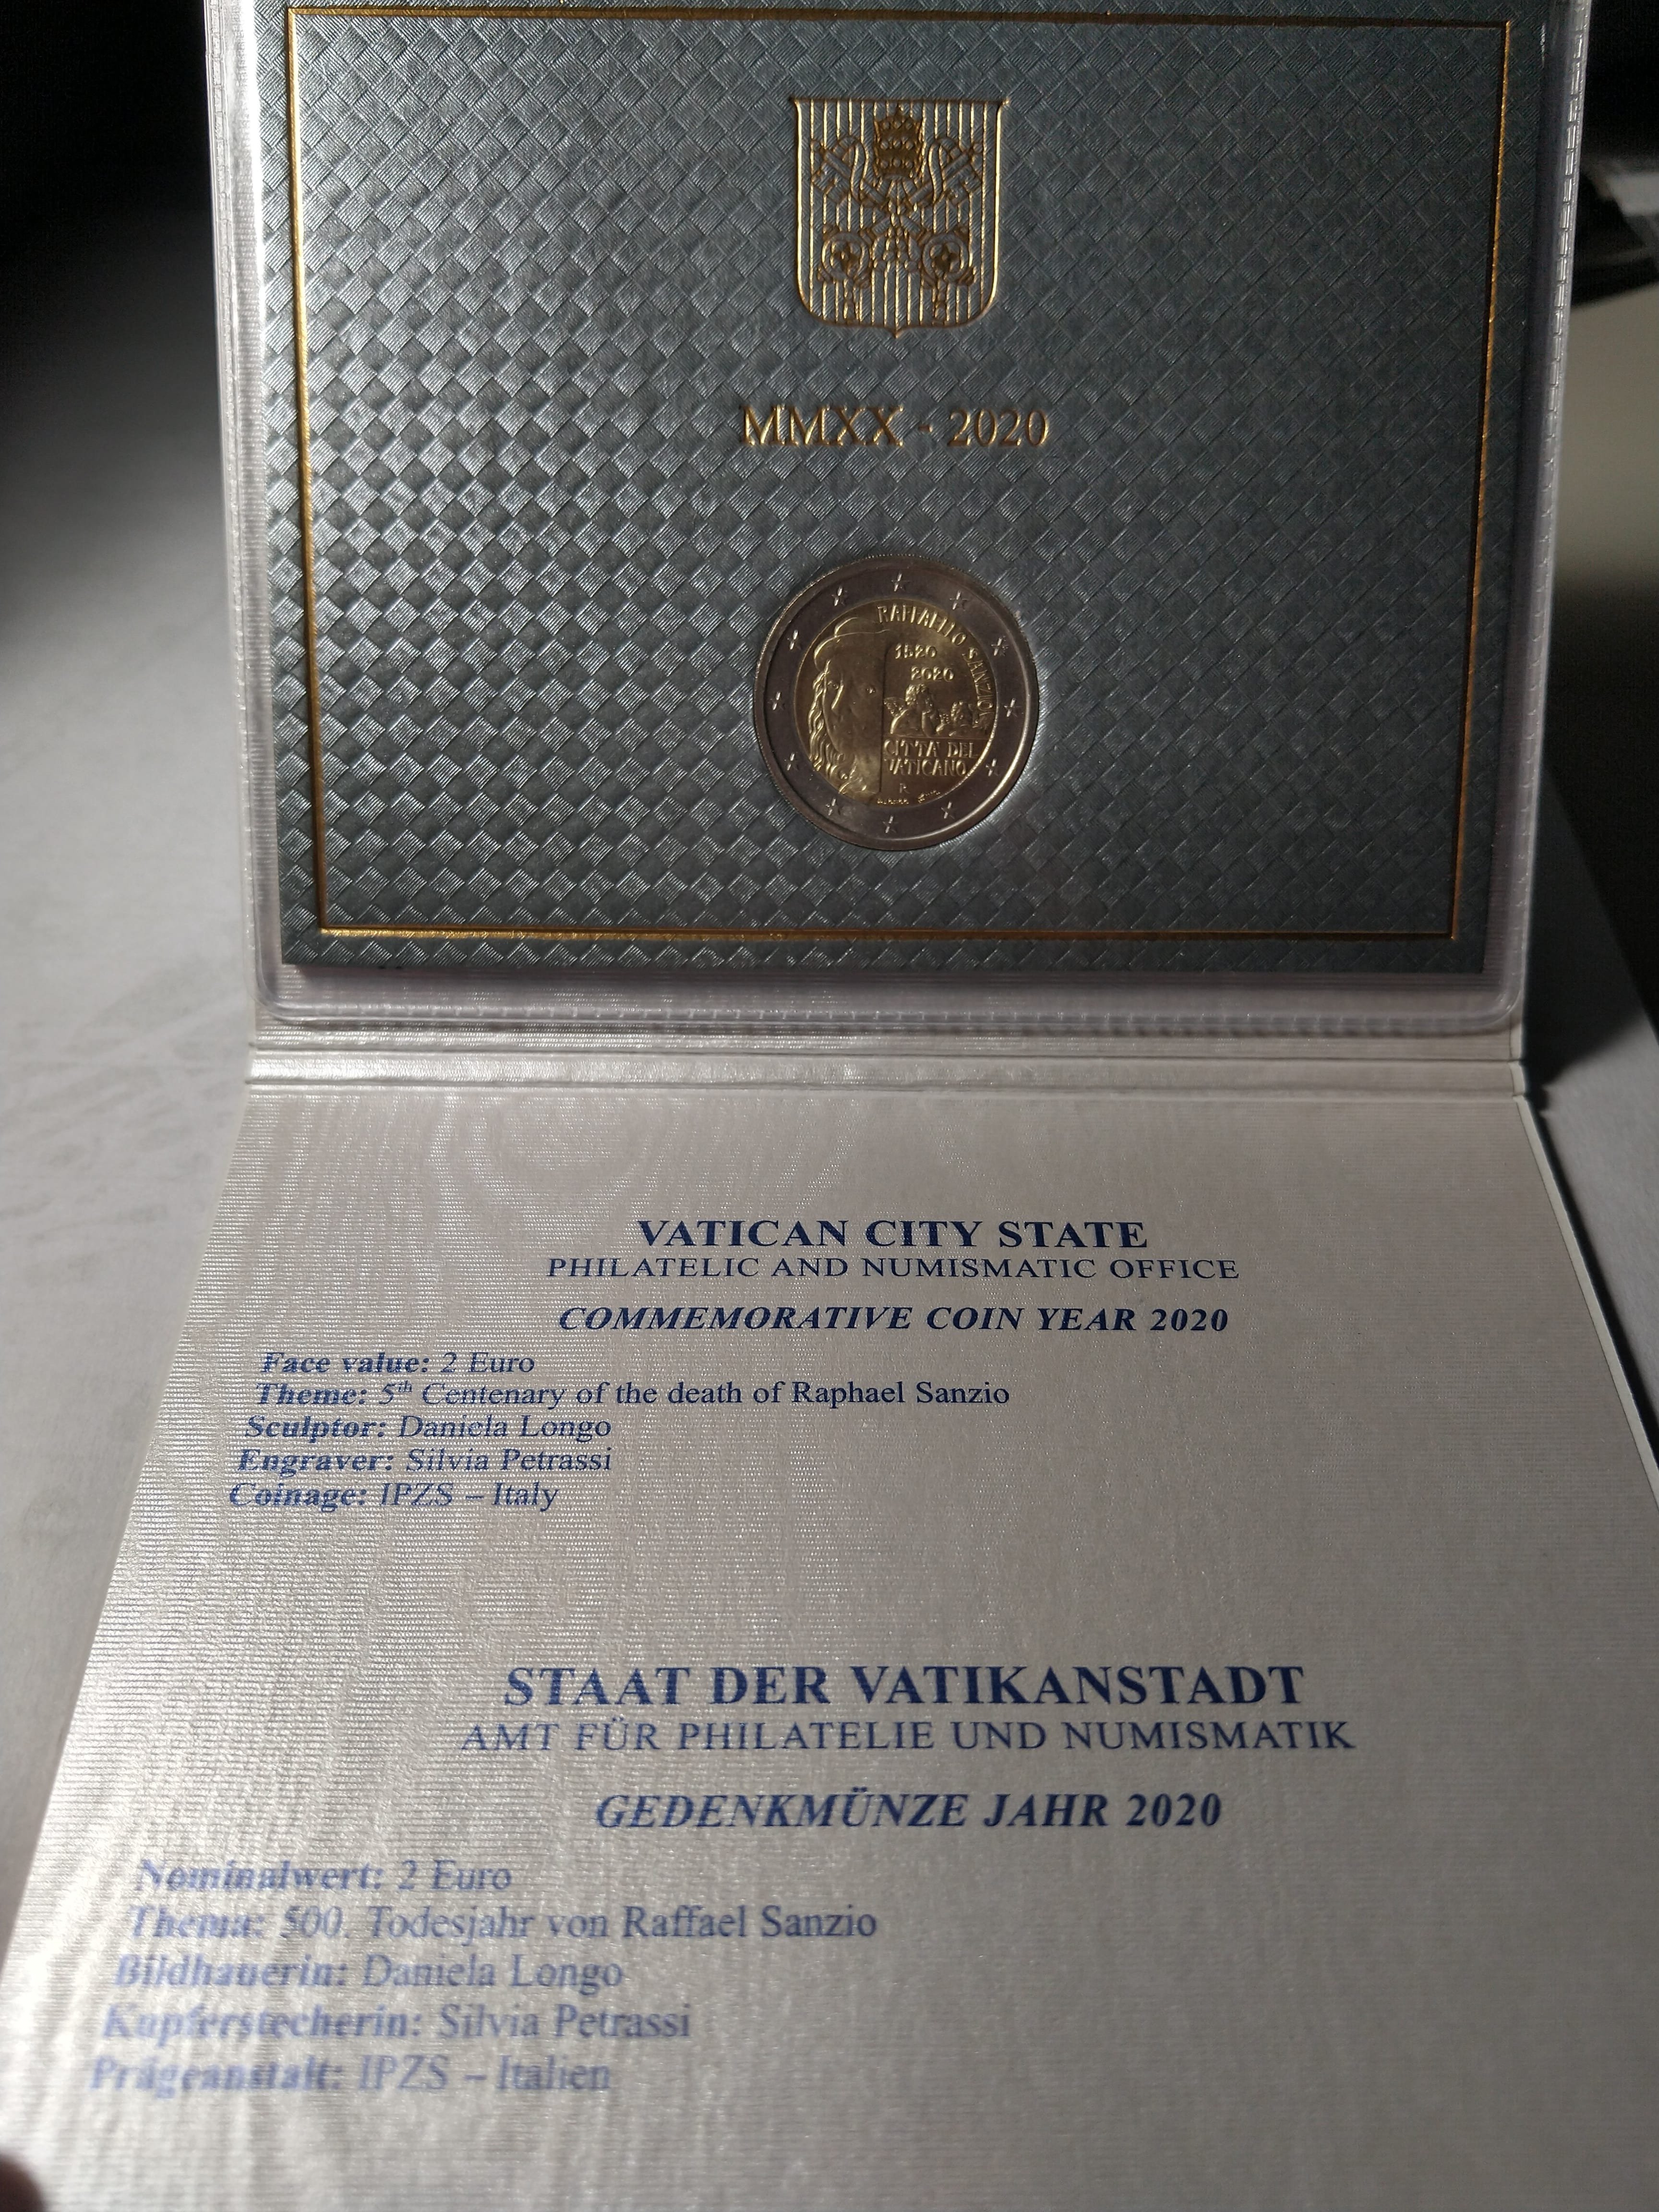 MMXX - 2020
RAFFAELLO SANZIO
1520
2020
CITTÀ DEL
VATICANO
R
VATICAN CITY STATE
PHILATELIC AND NUMISMATIC OFFICE
COMMEMORATIVE COIN YEAR 2020
Face value: 2 Euro
Theme: 5th Centenary of the death of Raphael Sanzio
Sculptor: Daniela Longo
Engraver: Silvia Petrassi
Coinage: IPZS – Italy
STAAT DER VATIKANSTADT
AMT FÜR PHILATELIE UND NUMISMATIK
GEDENKMÜNZE JAHR 2020
Nominalwert: 2 Euro
Thema: 500. Todesjahr von Raffael Sanzio
Bildhauerin: Daniela Longo
Kupferstecherin: Silvia Petrassi
Prägeanstalt: IPZS – Italien